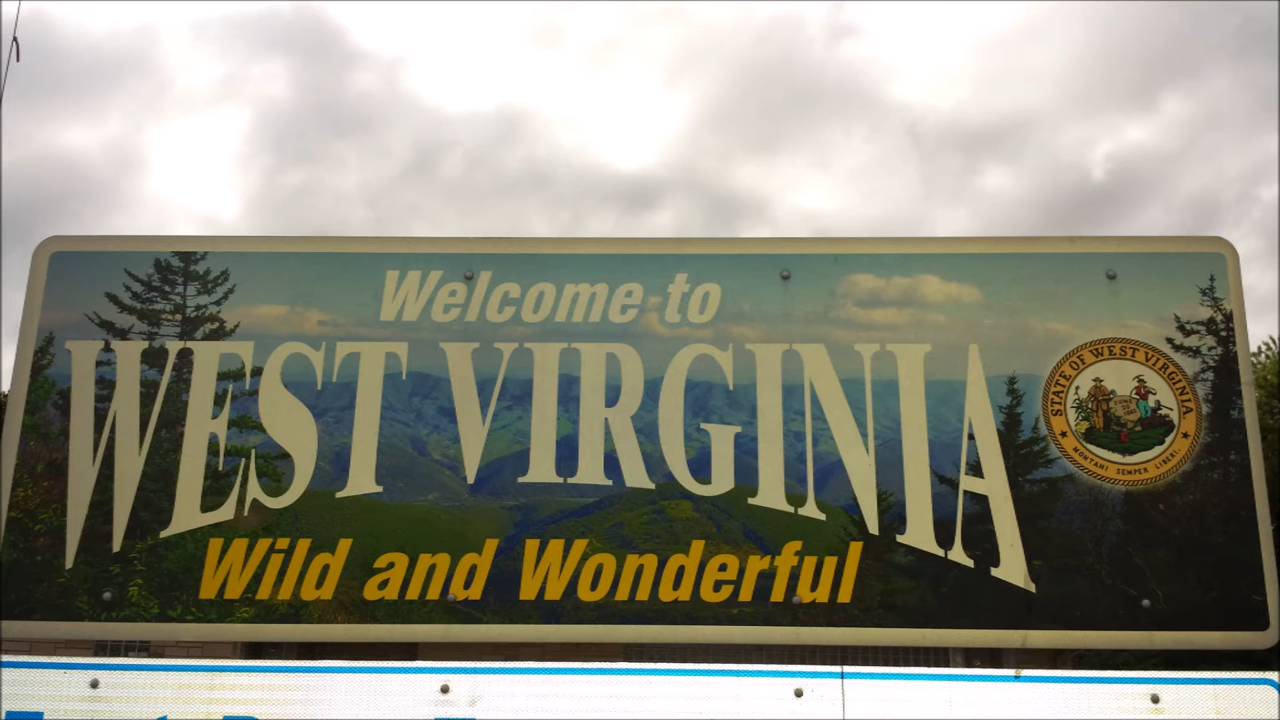 Welcome to
WEST VIRGINIA
STATE OF WEST VIRGINIA
MONTANI SEMPER LIBERI.
Wild and Wonderful